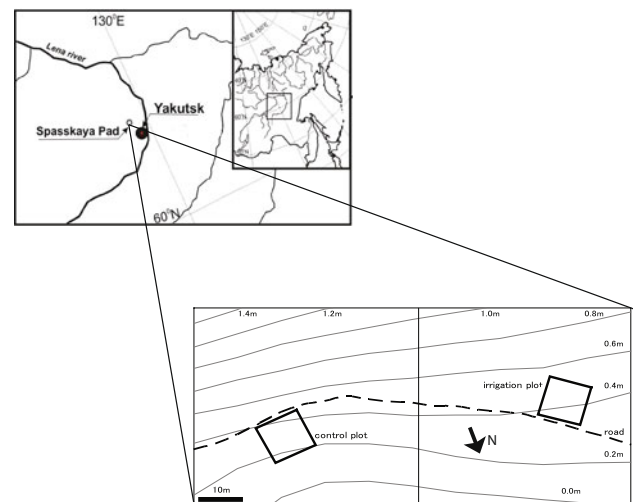 130°E
Lena river
Yakutsk
Spasskaya Pad
60°N
1.4m
1.2m
1.0m
0.8m
0.6m
irrigation plot
0.4m
control plot
N
road
0.2m
10m
0.0m